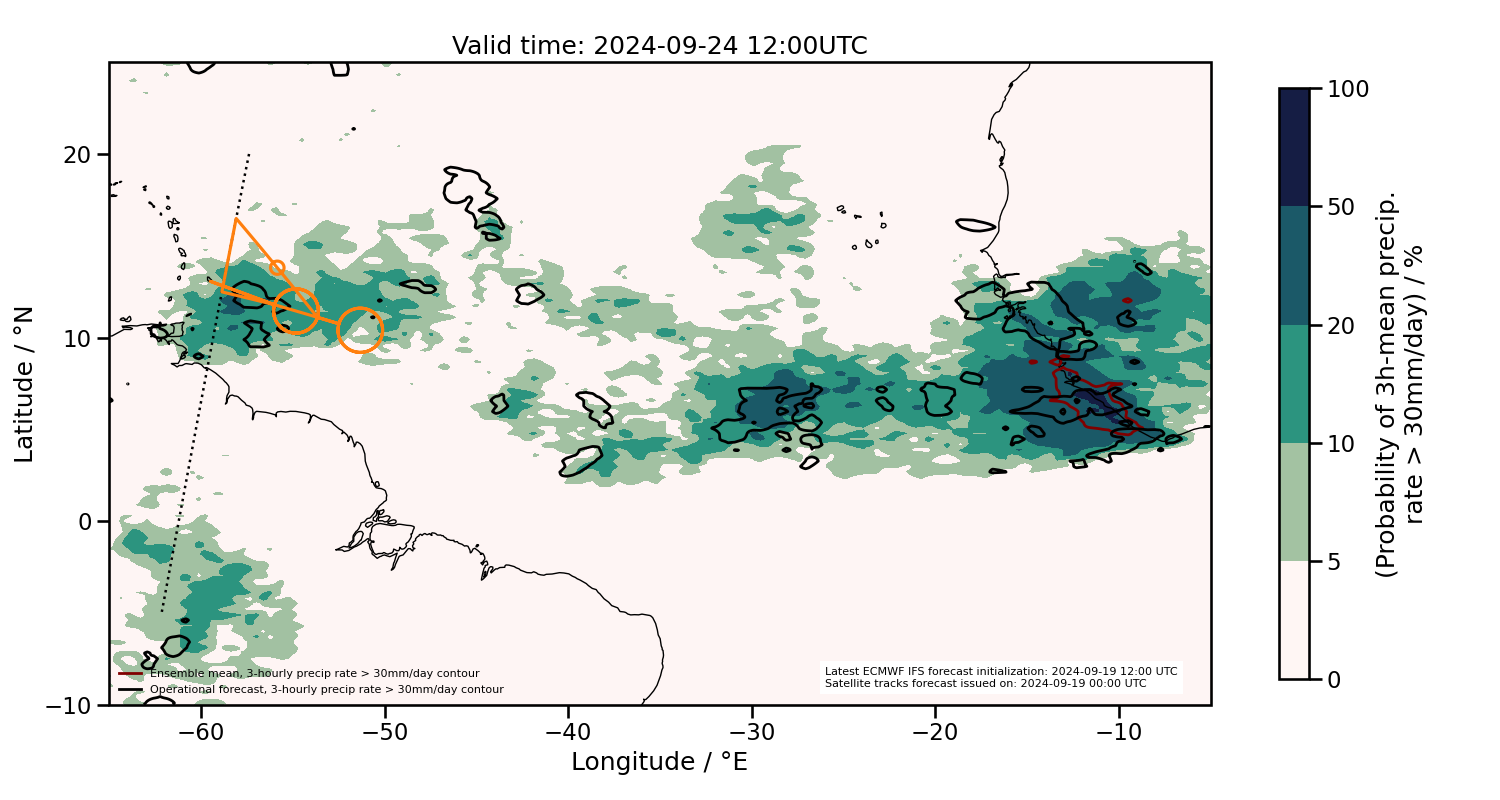 Valid time: 2024-09-24 12:00UTC
Latitude / °N
20
10
0
−10
−60
−50
−40
−30
−20
−10
Longitude / °E
Ensemble mean, 3-hourly precip rate > 30mm/day contour
Operational forecast, 3-hourly precip rate > 30mm/day contour
Latest ECMWF IFS forecast initialization: 2024-09-19 12:00 UTC
Satellite tracks forecast issued on: 2024-09-19 00:00 UTC
100
50
20
10
5
0
(Probability of 3h-mean precip.
rate > 30mm/day) / %